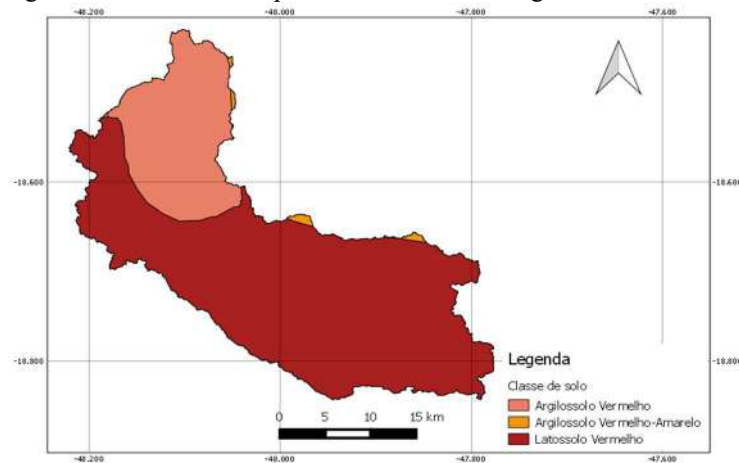 -48.200 -48.000 -47.800 -47.600
-18.600 -18.600
-18.800 -18.800
Legenda
Classe de solo
Argilossolo Vermelho
Argilossolo Vermelho-Amarelo
Latossolo Vermelho
0 5 10 15 km
-48.200 -48.000 -47.800 -47.600